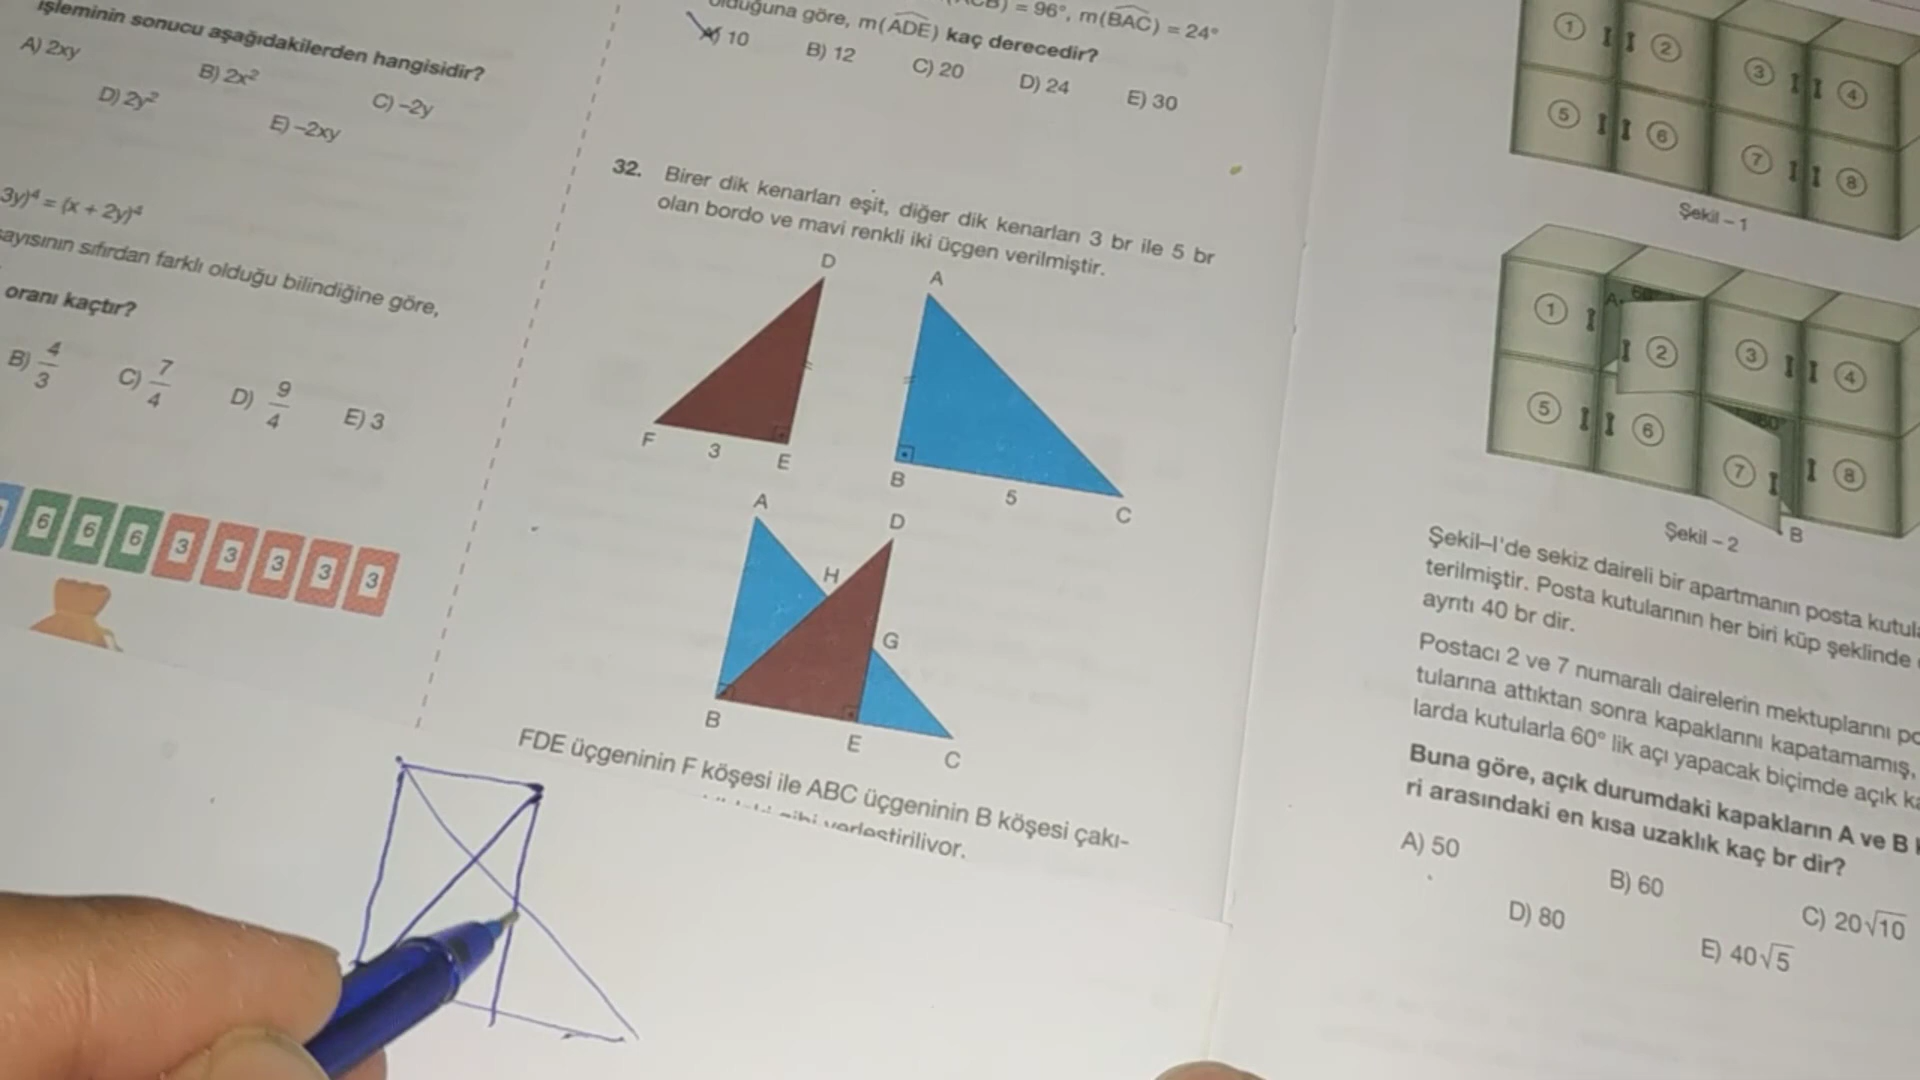 işleminin sonucu aşağıdakilerden hangisidir?
A) 2xy
B) 2x²
C) –2y
D) 2y²
E) –2xy
3y)⁴ = (x + 2y)⁴
sayısının sıfırdan farklı olduğu bilindiğine göre,
oranı kaçtır?
B) 4/3
C) 7/4
D) 9/4
E) 3
6 6 6 3 3 3 3 3
= 96°, m(BAC) = 24°
olduğuna göre, m(ADE) kaç derecedir?
A) 10
B) 12
C) 20
D) 24
E) 30
32. Birer dik kenarları eşit, diğer dik kenarları 3 br ile 5 br
olan bordo ve mavi renkli iki üçgen verilmiştir.
D
A
F
3
E
B
5
C
A
D
H
G
B
E
C
FDE üçgeninin F köşesi ile ABC üçgeninin B köşesi çakı-
gibi yerleştiriliyor.
1 2 3 4
5 6 7 8
Şekil – 1
A 60°
1 2 3 4
60°
5 6 7 8
B
Şekil – 2
Şekil–I'de sekiz daireli bir apartmanın posta
terilmiştir. Posta kutularının her biri küp şeklinde
ayrıtı 40 br dir.
Postacı 2 ve 7 numaralı dairelerin mektuplarını
tularına attıktan sonra kapaklarını kapatamamış,
larda kutularla 60° lik açı yapacak biçimde açık
Buna göre, açık durumdaki kapakların A ve B
ri arasındaki en kısa uzaklık kaç br dir?
A) 50
B) 60
C) 20√10
D) 80
E) 40√5